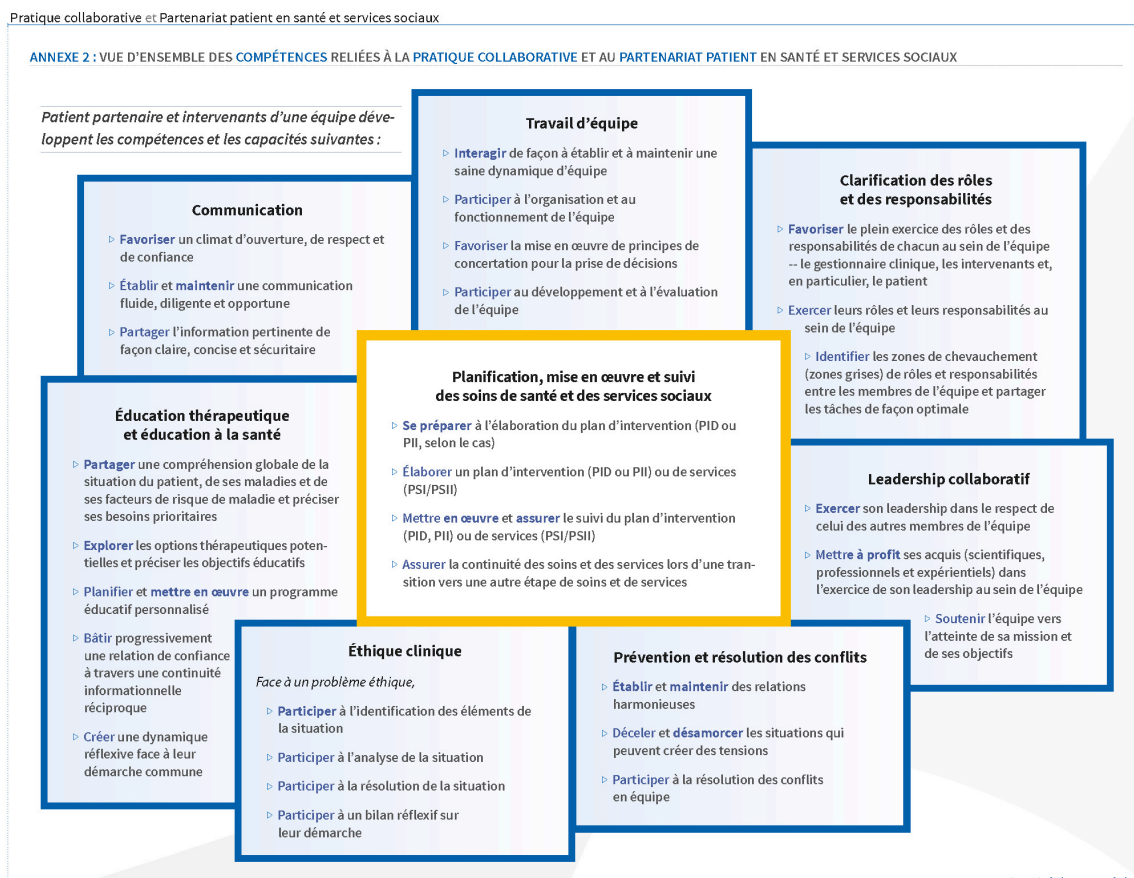 Pratique collaborative et Partenariat patient en santé et services sociaux
ANNEXE 2 : VUE D'ENSEMBLE DES COMPÉTENCES RELIÉES À LA PRATIQUE COLLABORATIVE ET AU PARTENARIAT PATIENT EN SANTÉ ET SERVICES SOCIAUX
Patient partenaire et intervenants d'une équipe déve-
loppent les compétences et les capacités suivantes :
Communication
▹ Favoriser un climat d'ouverture, de respect et
de confiance
▹ Établir et maintenir une communication
fluide, diligente et opportune
▹ Partager l'information pertinente de
façon claire, concise et sécuritaire
Travail d'équipe
▹ Interagir de façon à établir et à maintenir une
saine dynamique d'équipe
▹ Participer à l'organisation et au
fonctionnement de l'équipe
▹ Favoriser la mise en œuvre de principes de
concertation pour la prise de décisions
▹ Participer au développement et à l'évaluation
de l'équipe
Clarification des rôles
et des responsabilités
▹ Favoriser le plein exercice des rôles et des
responsabilités de chacun au sein de l'équipe
-- le gestionnaire clinique, les intervenants et,
en particulier, le patient
▹ Exercer leurs rôles et leurs responsabilités au
sein de l'équipe
▹ Identifier les zones de chevauchement
(zones grises) de rôles et responsabilités
entre les membres de l'équipe et partager
les tâches de façon optimale
Éducation thérapeutique
et éducation à la santé
▹ Partager une compréhension globale de la
situation du patient, de ses maladies et de
ses facteurs de risque de maladie et préciser
ses besoins prioritaires
▹ Explorer les options thérapeutiques poten-
tielles et préciser les objectifs éducatifs
▹ Planifier et mettre en œuvre un programme
éducatif personnalisé
▹ Bâtir progressivement
une relation de confiance
à travers une continuité
informationnelle
réciproque
▹ Créer une dynamique
réflexive face à leur
démarche commune
Planification, mise en œuvre et suivi
des soins de santé et des services sociaux
▹ Se préparer à l'élaboration du plan d'intervention (PID ou
PII, selon le cas)
▹ Élaborer un plan d'intervention (PID ou PII) ou de services
(PSI/PSII)
▹ Mettre en œuvre et assurer le suivi du plan d'intervention
(PID, PII) ou de services (PSI/PSII)
▹ Assurer la continuité des soins et des services lors d'une tran-
sition vers une autre étape de soins et de services
Leadership collaboratif
▹ Exercer son leadership dans le respect de
celui des autres membres de l'équipe
▹ Mettre à profit ses acquis (scientifiques,
professionnels et expérientiels) dans
l'exercice de son leadership au sein de l'équipe
▹ Soutenir l'équipe vers
l'atteinte de sa mission et
de ses objectifs
Éthique clinique
Face à un problème éthique,
▹ Participer à l'identification des éléments de
la situation
▹ Participer à l'analyse de la situation
▹ Participer à la résolution de la situation
▹ Participer à un bilan réflexif sur
leur démarche
Prévention et résolution des conflits
▹ Établir et maintenir des relations
harmonieuses
▹ Déceler et désamorcer les situations qui
peuvent créer des tensions
▹ Participer à la résolution des conflits
en équipe